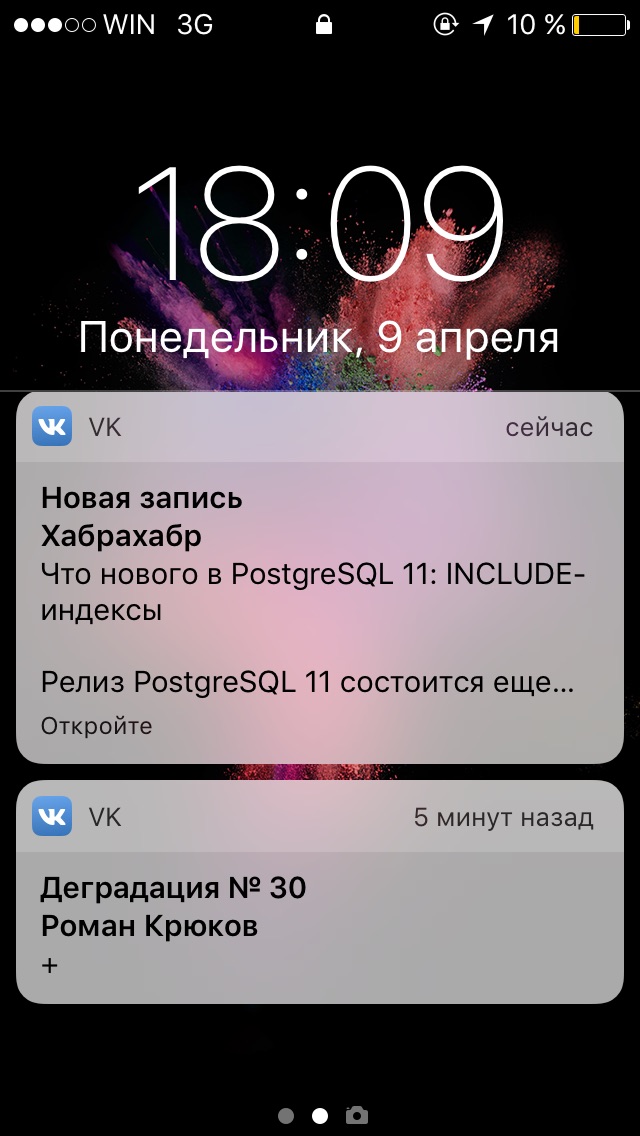 WIN 3G 10 %
18:09
Понедельник, 9 апреля
VK сейчас
Новая запись
Хабрахабр
Что нового в PostgreSQL 11: INCLUDE-
индексы
Релиз PostgreSQL 11 состоится еще...
Откройте
VK 5 минут назад
Деградация № 30
Роман Крюков
+